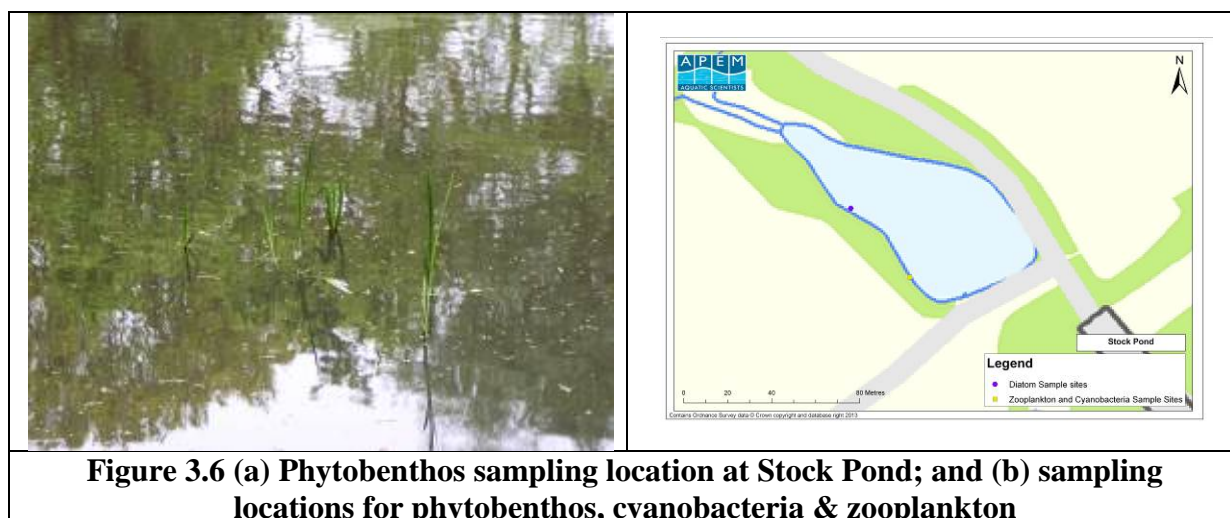 APEM
AQUATIC SCIENTISTS
N
Stock Pond
Legend
Diatom Sample sites
Zooplankton and Cyanobacteria Sample Sites
0 20 40 80 Metres
Contains Ordnance Survey data © Crown copyright and database right 2013
Figure 3.6 (a) Phytobenthos sampling location at Stock Pond; and (b) sampling
locations for phytobenthos, cyanobacteria & zooplankton